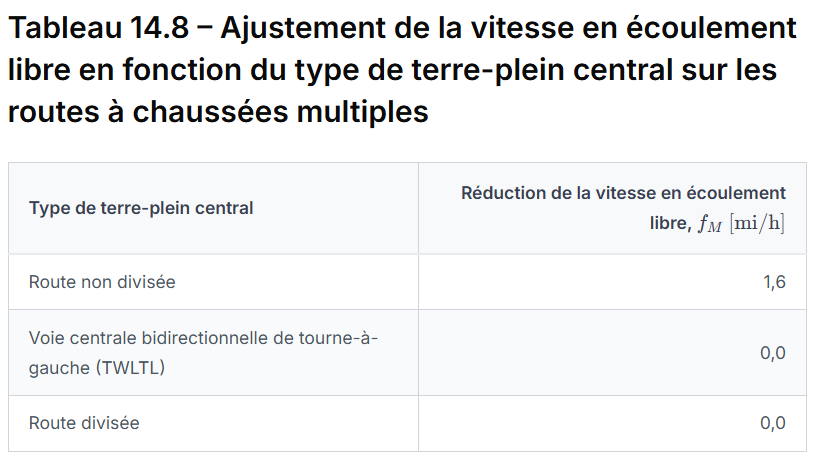 Tableau 14.8 – Ajustement de la vitesse en écoulement
libre en fonction du type de terre-plein central sur les
routes à chaussées multiples
Type de terre-plein central
Réduction de la vitesse en écoulement
libre, f_M [mi/h]
Route non divisée
1,6
Voie centrale bidirectionnelle de tourne-à-
gauche (TWLTL)
0,0
Route divisée
0,0